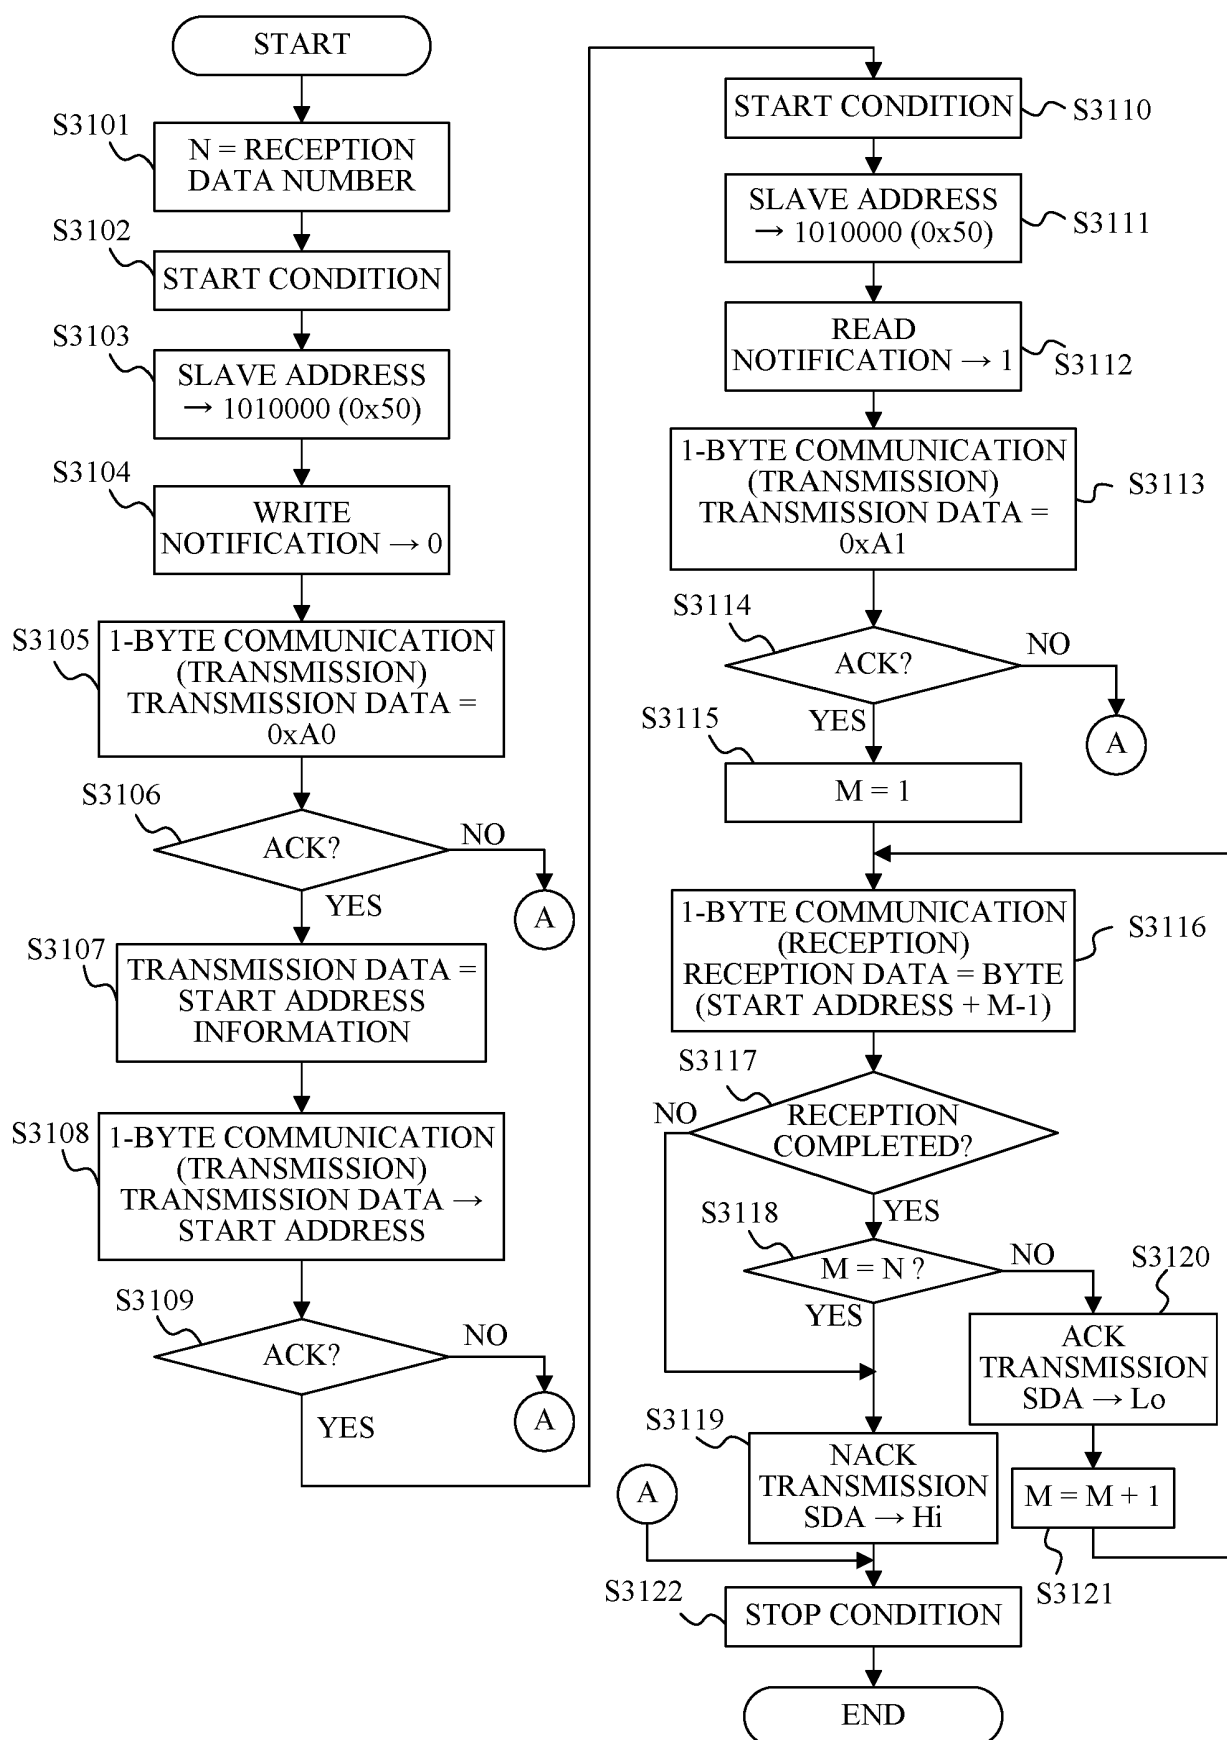 START
S3101
N = RECEPTION
DATA NUMBER
S3102
START CONDITION
S3103
SLAVE ADDRESS
→ 1010000 (0x50)
S3104
WRITE
NOTIFICATION → 0
S3105
1-BYTE COMMUNICATION
(TRANSMISSION)
TRANSMISSION DATA =
0xA0
S3106
ACK?
NO
A
YES
S3107
TRANSMISSION DATA =
START ADDRESS
INFORMATION
S3108
1-BYTE COMMUNICATION
(TRANSMISSION)
TRANSMISSION DATA →
START ADDRESS
S3109
ACK?
NO
A
YES
START CONDITION
S3110
SLAVE ADDRESS
→ 1010000 (0x50)
S3111
READ
NOTIFICATION → 1
S3112
1-BYTE COMMUNICATION
(TRANSMISSION)
TRANSMISSION DATA =
0xA1
S3113
S3114
ACK?
NO
A
YES
S3115
M = 1
1-BYTE COMMUNICATION
(RECEPTION)
RECEPTION DATA = BYTE
(START ADDRESS + M-1)
S3116
S3117
NO
RECEPTION
COMPLETED?
YES
S3118
M = N ?
NO
YES
S3120
ACK
TRANSMISSION
SDA → Lo
S3119
NACK
TRANSMISSION
SDA → Hi
M = M + 1
S3121
A
S3122
STOP CONDITION
END